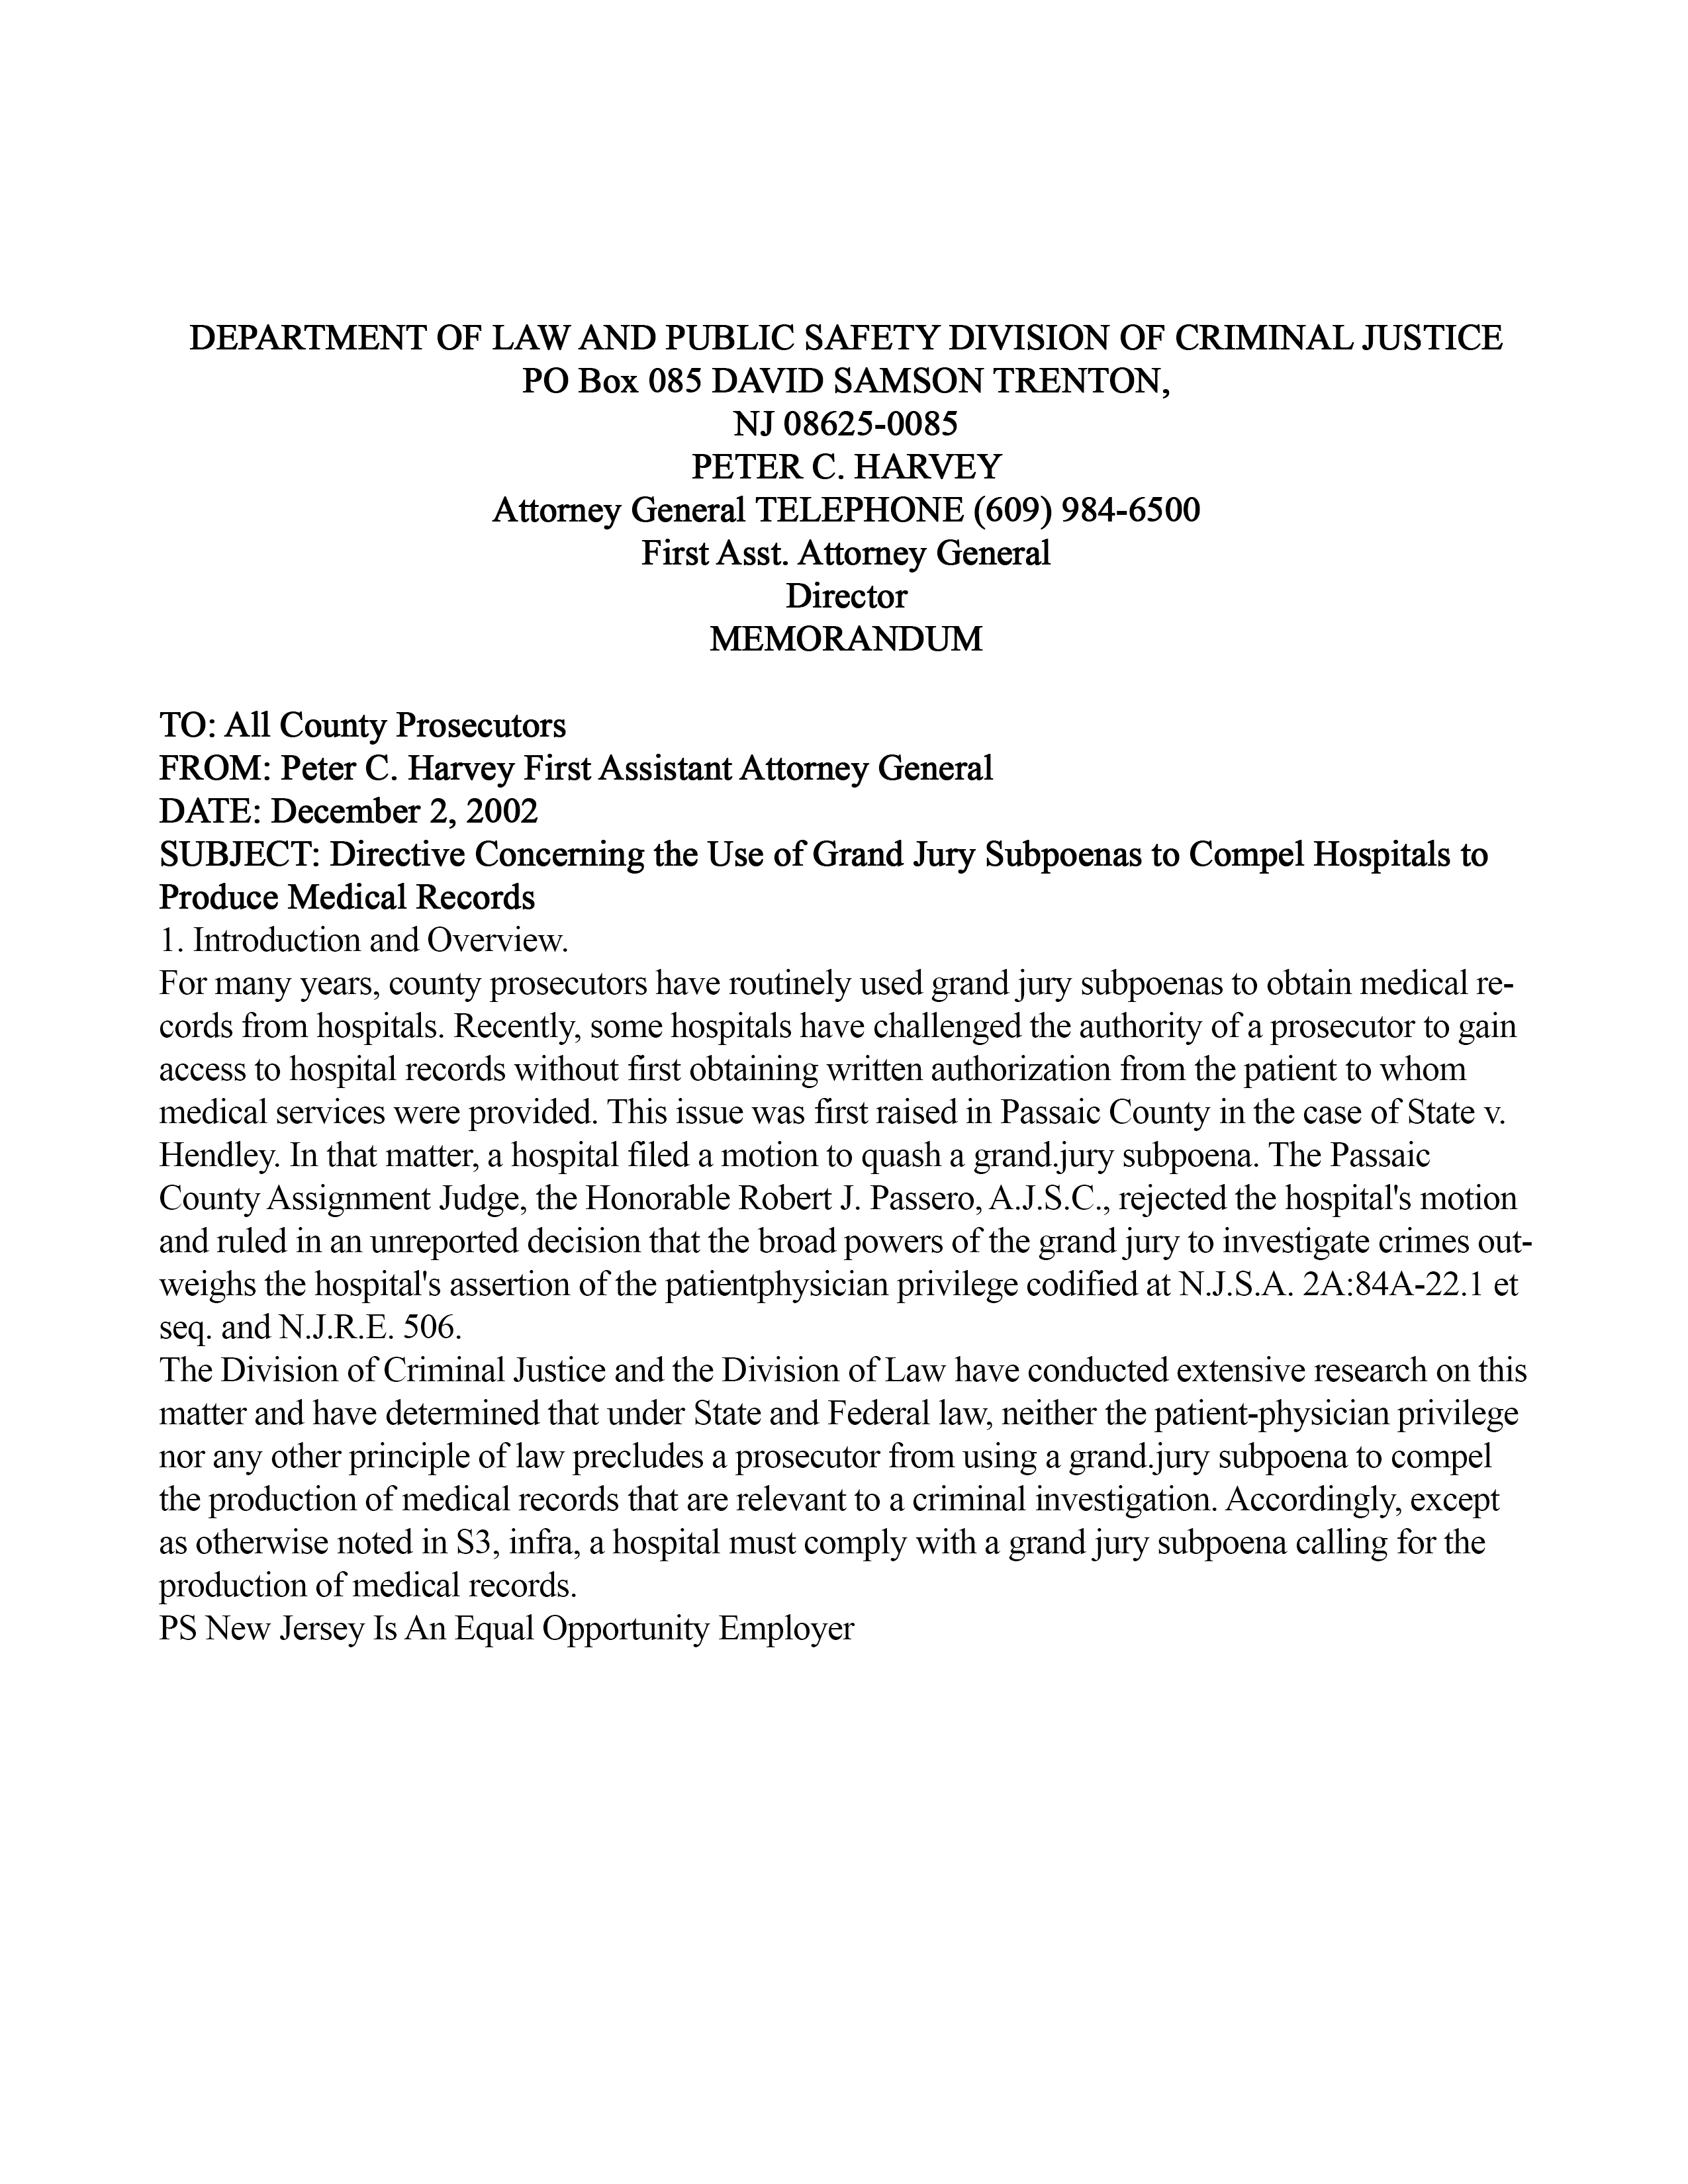 DEPARTMENT OF LAW AND PUBLIC SAFETY DIVISION OF CRIMINAL JUSTICE
PO Box 085 DAVID SAMSON TRENTON,
NJ 08625-0085
PETER C. HARVEY
Attorney General TELEPHONE (609) 984-6500
First Asst. Attorney General
Director
MEMORANDUM
TO: All County Prosecutors
FROM: Peter C. Harvey First Assistant Attorney General
DATE: December 2, 2002
SUBJECT: Directive Concerning the Use of Grand Jury Subpoenas to Compel Hospitals to
Produce Medical Records
1. Introduction and Overview.
For many years, county prosecutors have routinely used grand jury subpoenas to obtain medical re-
cords from hospitals. Recently, some hospitals have challenged the authority of a prosecutor to gain
access to hospital records without first obtaining written authorization from the patient to whom
medical services were provided. This issue was first raised in Passaic County in the case of State v.
Hendley. In that matter, a hospital filed a motion to quash a grand.jury subpoena. The Passaic
County Assignment Judge, the Honorable Robert J. Passero, A.J.S.C., rejected the hospital's motion
and ruled in an unreported decision that the broad powers of the grand jury to investigate crimes out-
weighs the hospital's assertion of the patientphysician privilege codified at N.J.S.A. 2A:84A-22.1 et
seq. and N.J.R.E. 506.
The Division of Criminal Justice and the Division of Law have conducted extensive research on this
matter and have determined that under State and Federal law, neither the patient-physician privilege
nor any other principle of law precludes a prosecutor from using a grand.jury subpoena to compel
the production of medical records that are relevant to a criminal investigation. Accordingly, except
as otherwise noted in S3, infra, a hospital must comply with a grand jury subpoena calling for the
production of medical records.
PS New Jersey Is An Equal Opportunity Employer